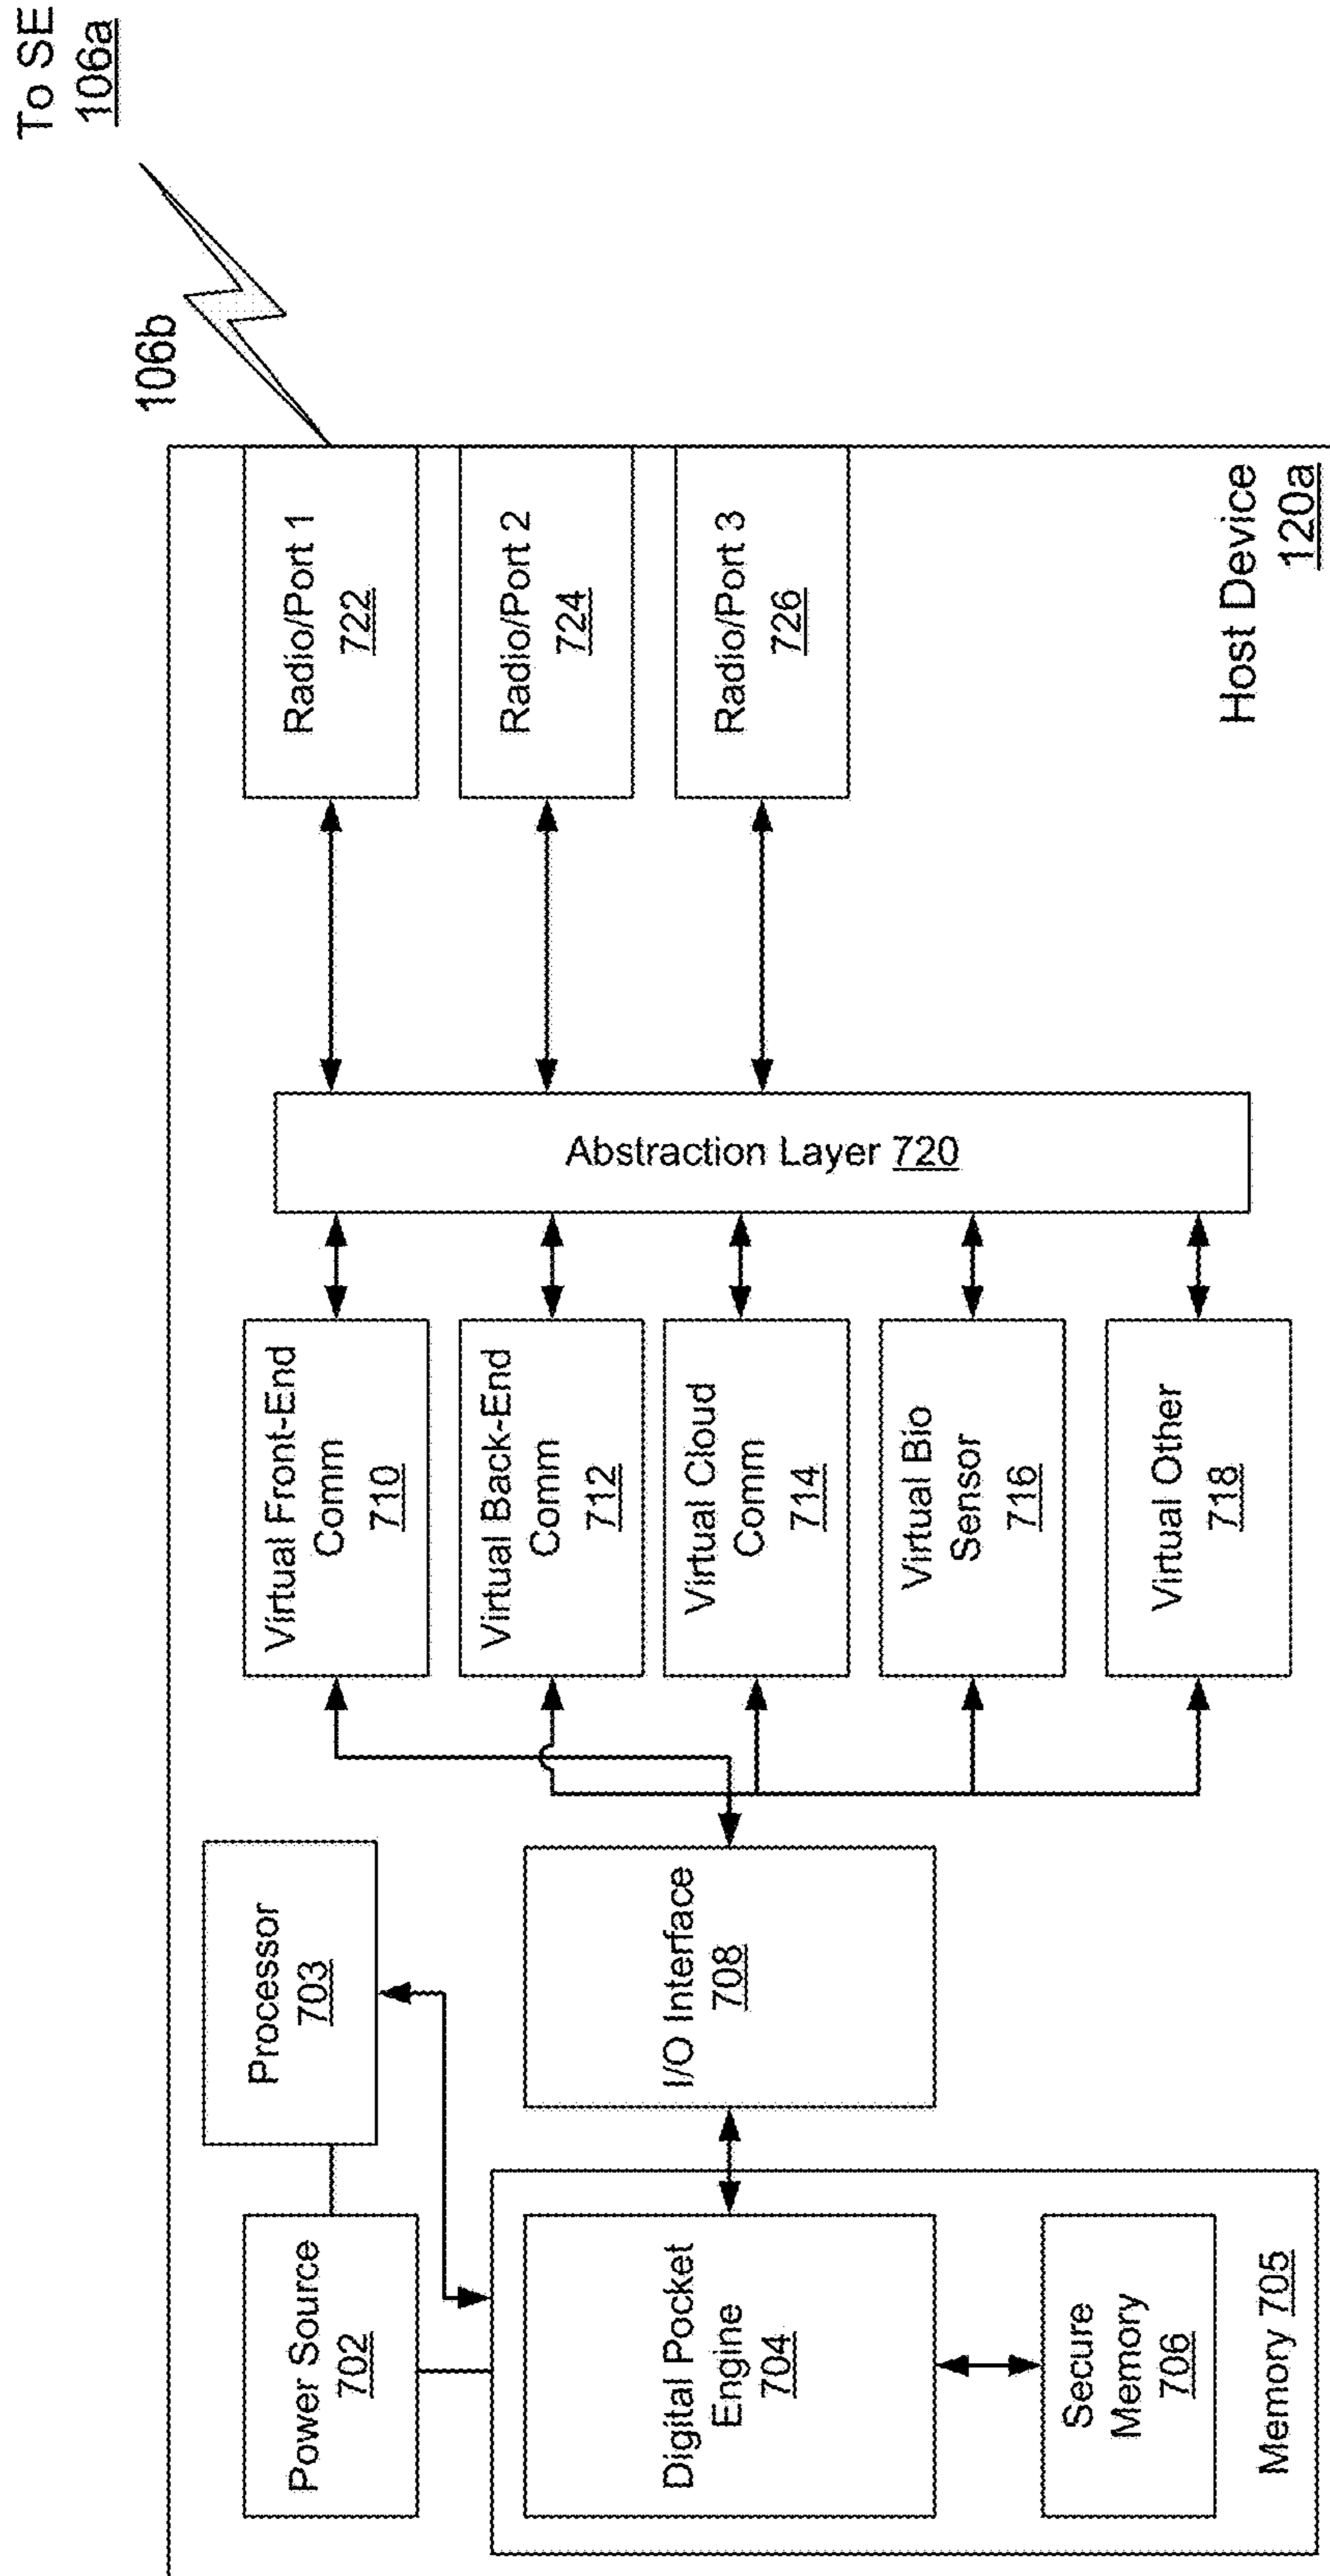 To SE
106a
106b
Power Source
702
Processor
703
Digital Pocket
Engine
704
Secure
Memory
706
Memory 705
I/O Interface
708
Virtual Front-End
Comm
710
Virtual Back-End
Comm
712
Virtual Cloud
Comm
714
Virtual Bio
Sensor
716
Virtual Other
718
Abstraction Layer 720
Radio/Port 1
722
Radio/Port 2
724
Radio/Port 3
726
Host Device
120a